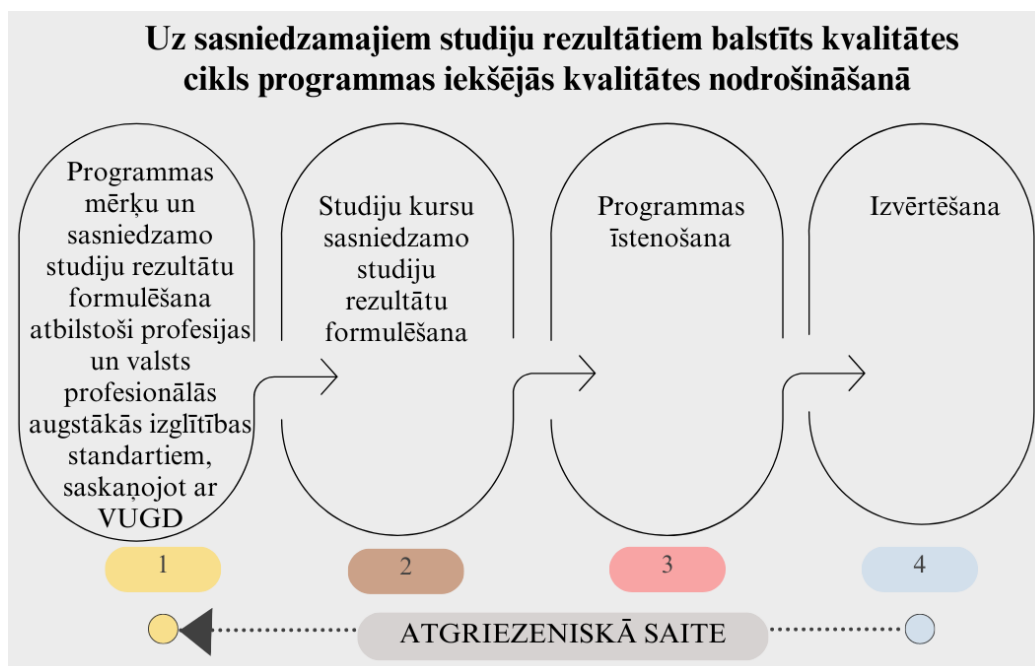 Uz sasniedzamajiem studiju rezultātiem balstīts kvalitātes
cikls programmas iekšējās kvalitātes nodrošināšanā
Programmas
mērķu un
sasniedzamo
studiju rezultātu
formulēšana
atbilstoši profesijas
un valsts
profesionālās
augstākās izglītības
standartiem,
saskaņojot ar
VUGD
Studiju kursu
sasniedzamo
studiju
rezultātu
formulēšana
Programmas
īstenošana
Izvērtēšana
1
2
3
4
ATGRIEZENISKĀ SAITE